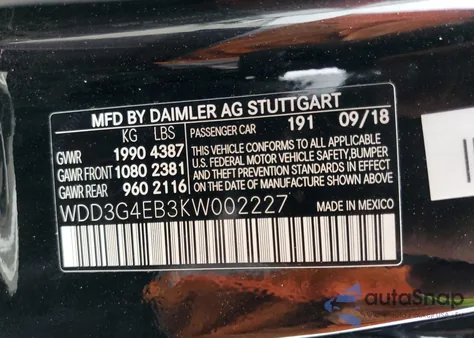 MFD BY DAIMLER AG STUTTGART
KG LBS PASSENGER CAR 191 09/18
GVWR 1990 4387 THIS VEHICLE CONFORMS TO ALL APPLICABLE
GAWR FRONT 1080 2381 U.S. FEDERAL MOTOR VEHICLE SAFETY, BUMPER
GAWR REAR 960 2116 AND THEFT PREVENTION STANDARDS IN EFFECT
ON THE DATE OF MANUFACTURE SHOWN ABOVE
WDD3G4EB3KW002227 MADE IN MEXICO
autoSnap